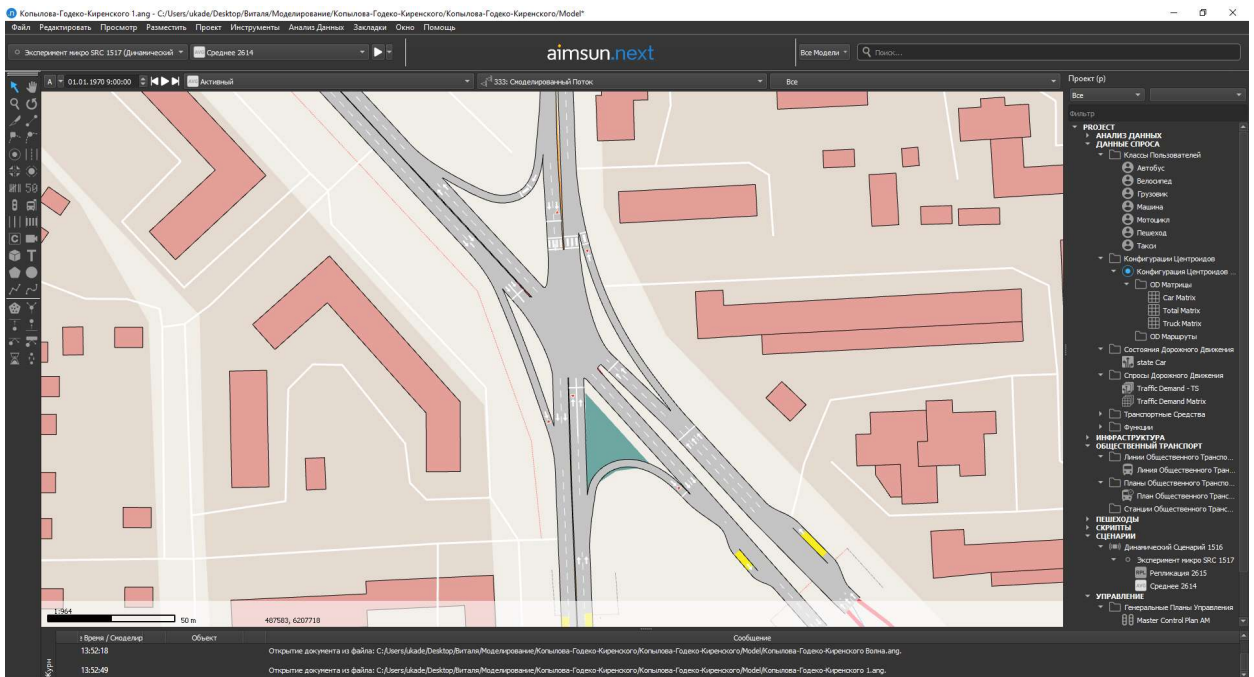 Копылова-Годеко-Киренского 1.ang - C:/Users/ukade/Desktop/Виталя/Моделирование/Копылова-Годеко-Киренского/Копылова-Годеко-Киренского/Model*
Файл Редактировать Просмотр Разместить Проект Инструменты Анализ Данных Закладки Окно Помощь
Эксперимент микро SRC 1517 (Динамический
AVG Среднее 2614
aimsun.next
Все Модели
Поиск...
A
01.01.1970 9:00:00
AVG Активный
333: Смоделированный Поток
Все
Проект (p)
Все
Фильтр
PROJECT
АНАЛИЗ ДАННЫХ
ДАННЫЕ СПРОСА
Классы Пользователей
Автобус
Велосипед
Грузовик
Машина
Мотоцикл
Пешеход
Такси
Конфигурации Центроидов
Конфигурация Центроидов ...
OD Матрицы
Car Matrix
Total Matrix
Truck Matrix
OD Маршруты
Состояния Дорожного Движения
state Car
Спросы Дорожного Движения
Traffic Demand - TS
Traffic Demand Matrix
Транспортные Средства
Функции
ИНФРАСТРУКТУРА
ОБЩЕСТВЕННЫЙ ТРАНСПОРТ
Линии Общественного Транспо...
Линия Общественного Тран...
Планы Общественного Транспо...
План Общественного Транс...
Станции Общественного Транс...
ПЕШЕХОДЫ
СКРИПТЫ
СЦЕНАРИИ
Динамический Сценарий 1516
Эксперимент микро SRC 1517
RPL Репликация 2615
AVG Среднее 2614
УПРАВЛЕНИЕ
Генеральные Планы Управления
Master Control Plan AM
50
C
T
1:964
50 m
487583, 6207718
Время / Смоделир
Объект
Сообщение
13:52:18
Открытие документа из файла: C:/Users/ukade/Desktop/Виталя/Моделирование/Копылова-Годеко-Киренского/Копылова-Годеко-Киренского/Model/Копылова-Годеко-Киренского Волна.ang.
13:52:49
Открытие документа из файла: C:/Users/ukade/Desktop/Виталя/Моделирование/Копылова-Годеко-Киренского/Копылова-Годеко-Киренского/Model/Копылова-Годеко-Киренского 1.ang.